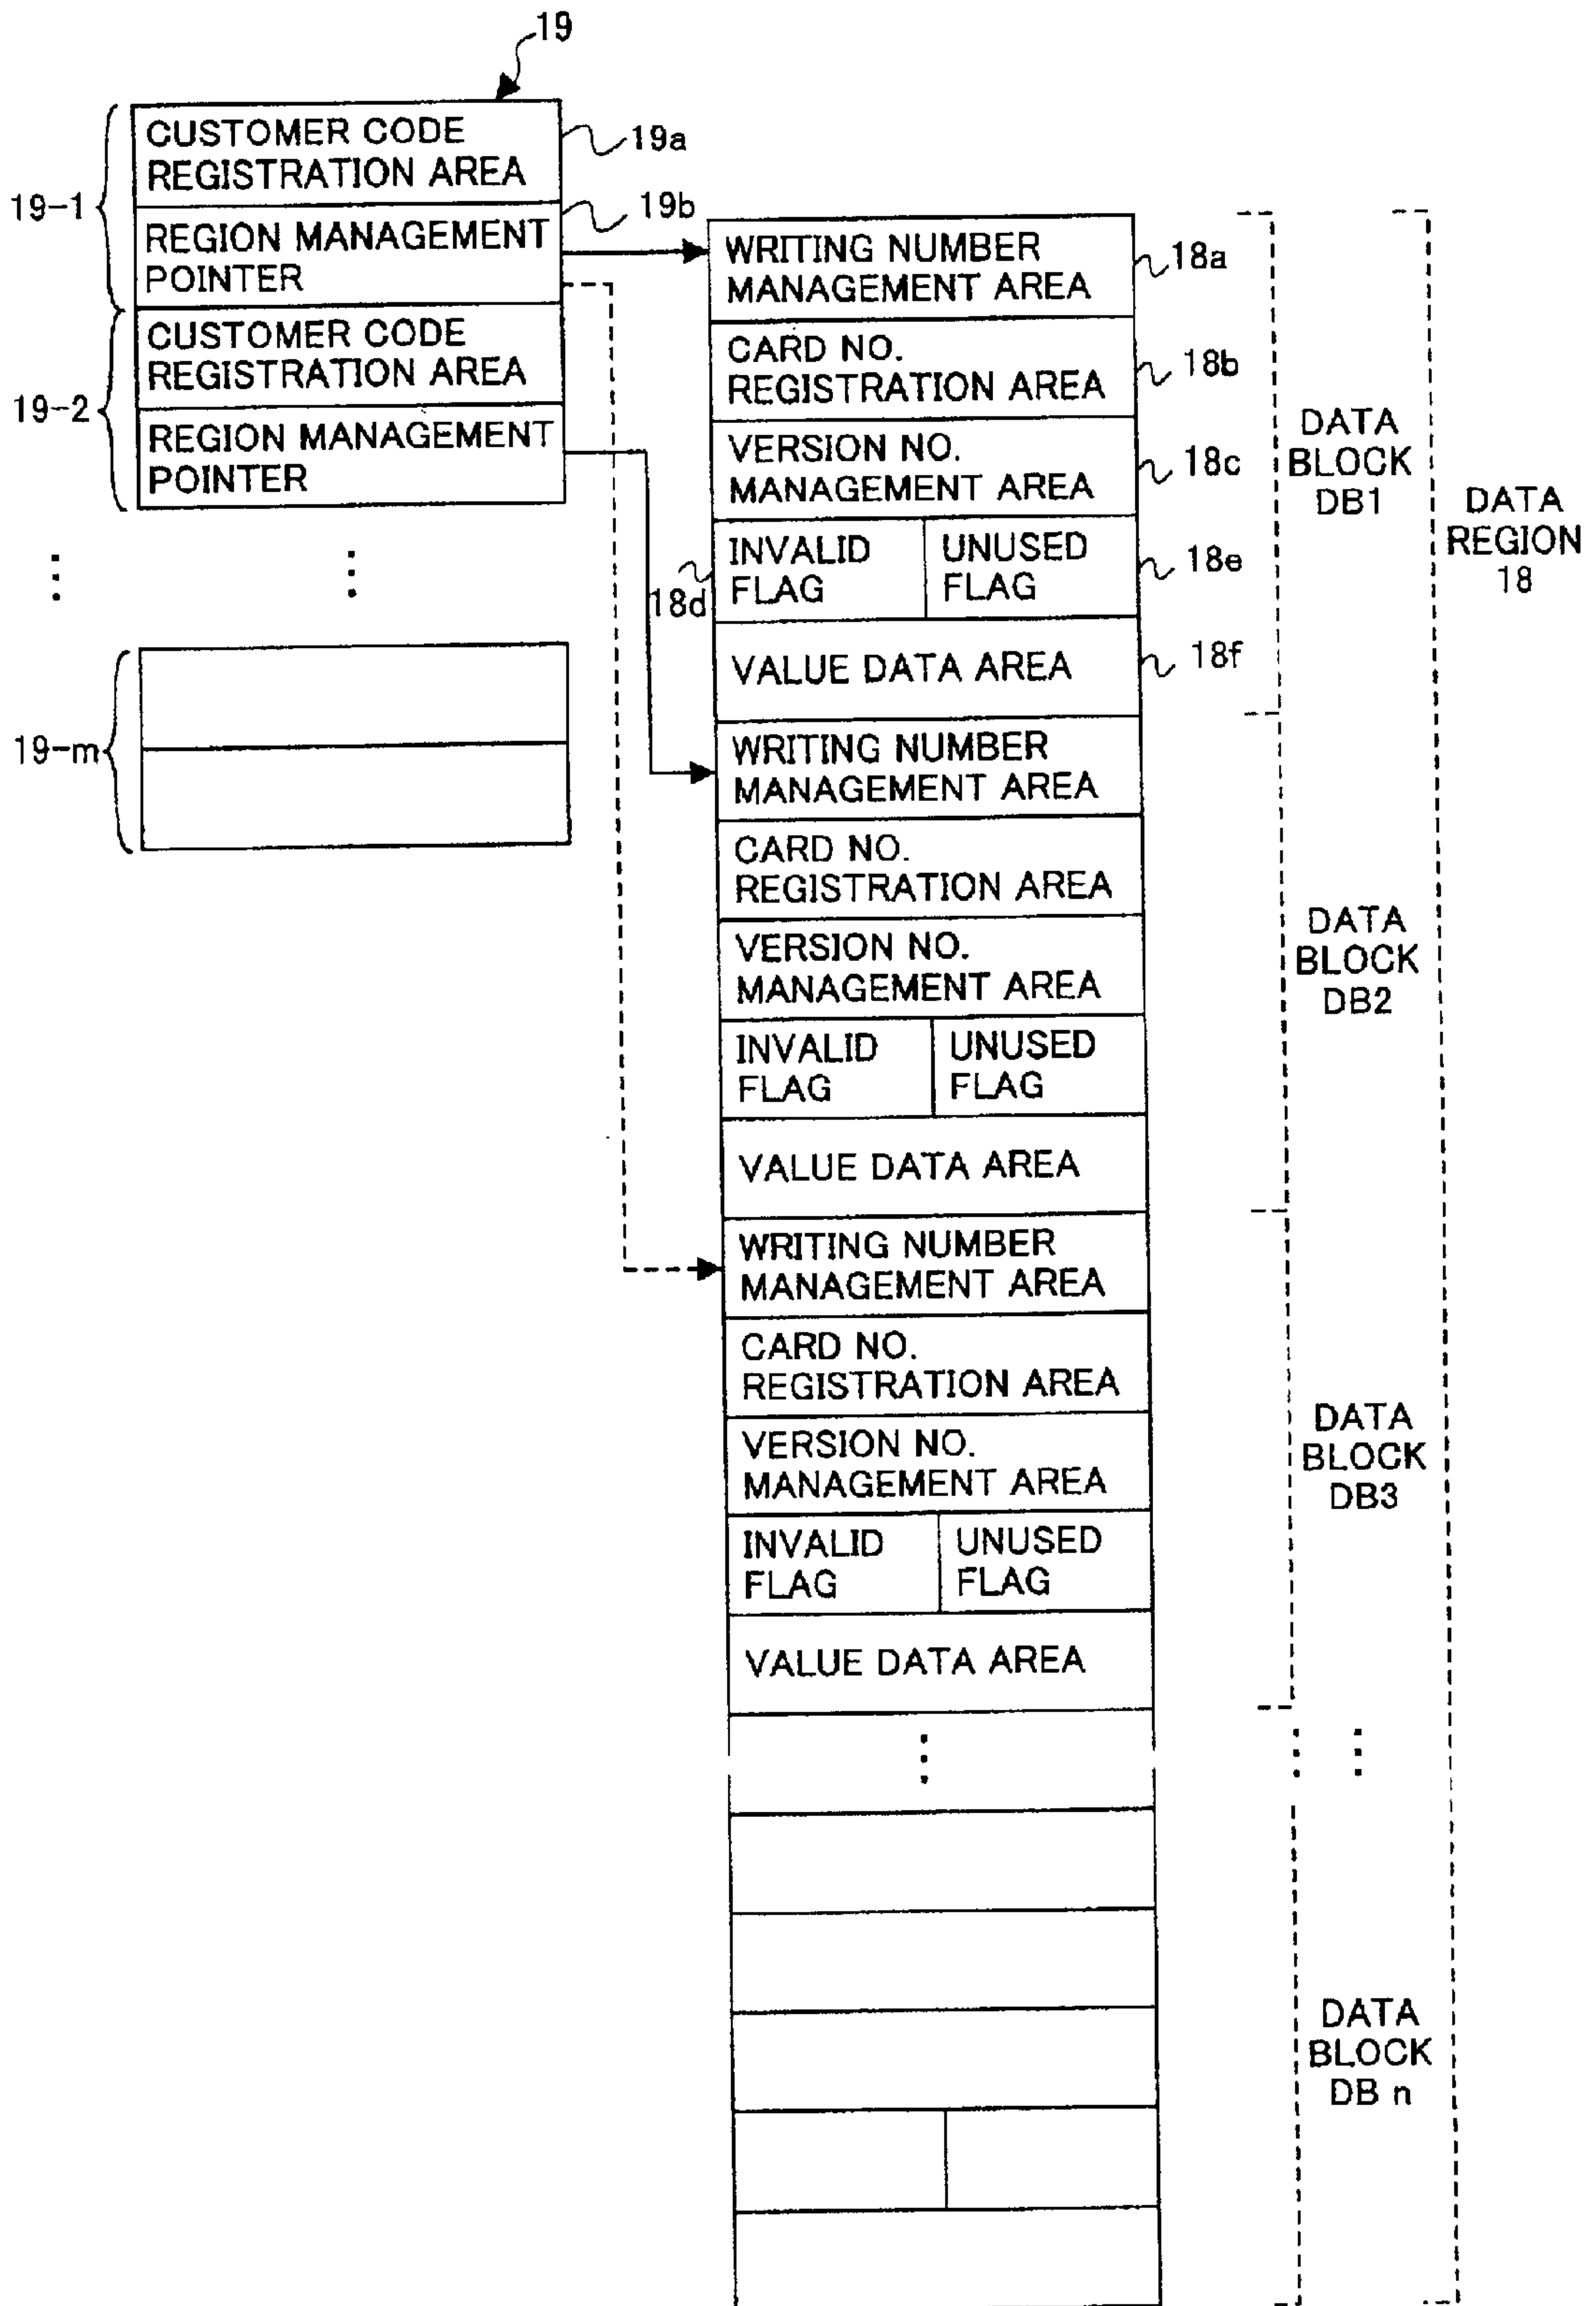 19
CUSTOMER CODE
REGISTRATION AREA
19a
19-1
REGION MANAGEMENT
POINTER
19b
CUSTOMER CODE
REGISTRATION AREA
19-2
REGION MANAGEMENT
POINTER
19-m
WRITING NUMBER
MANAGEMENT AREA
18a
CARD NO.
REGISTRATION AREA
18b
VERSION NO.
MANAGEMENT AREA
18c
INVALID
FLAG
18d
UNUSED
FLAG
18e
VALUE DATA AREA
18f
DATA
BLOCK
DB1
DATA
REGION
18
WRITING NUMBER
MANAGEMENT AREA
CARD NO.
REGISTRATION AREA
VERSION NO.
MANAGEMENT AREA
INVALID
FLAG
UNUSED
FLAG
VALUE DATA AREA
DATA
BLOCK
DB2
WRITING NUMBER
MANAGEMENT AREA
CARD NO.
REGISTRATION AREA
VERSION NO.
MANAGEMENT AREA
INVALID
FLAG
UNUSED
FLAG
VALUE DATA AREA
DATA
BLOCK
DB3
DATA
BLOCK
DB n